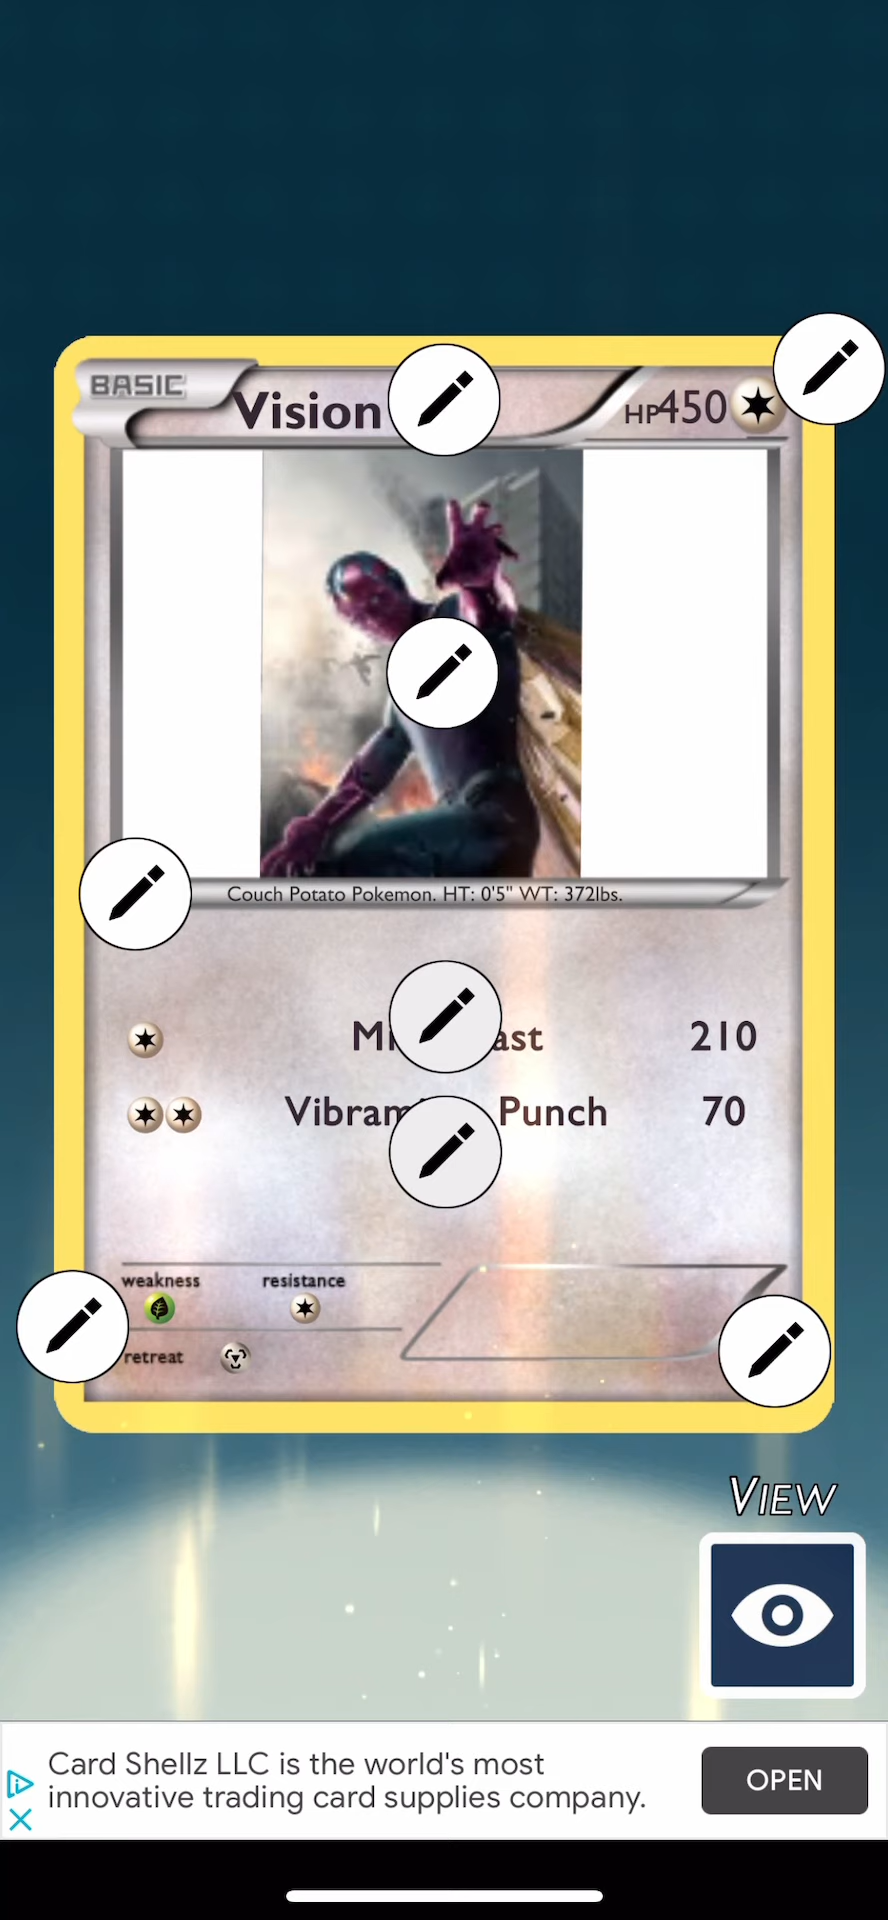 BASIC
Vision
HP450
Couch Potato Pokemon. HT: 0'5" WT: 372lbs.
210
Punch 70
weakness resistance
retreat
VIEW
Card Shellz LLC is the world's most
innovative trading card supplies company.
OPEN